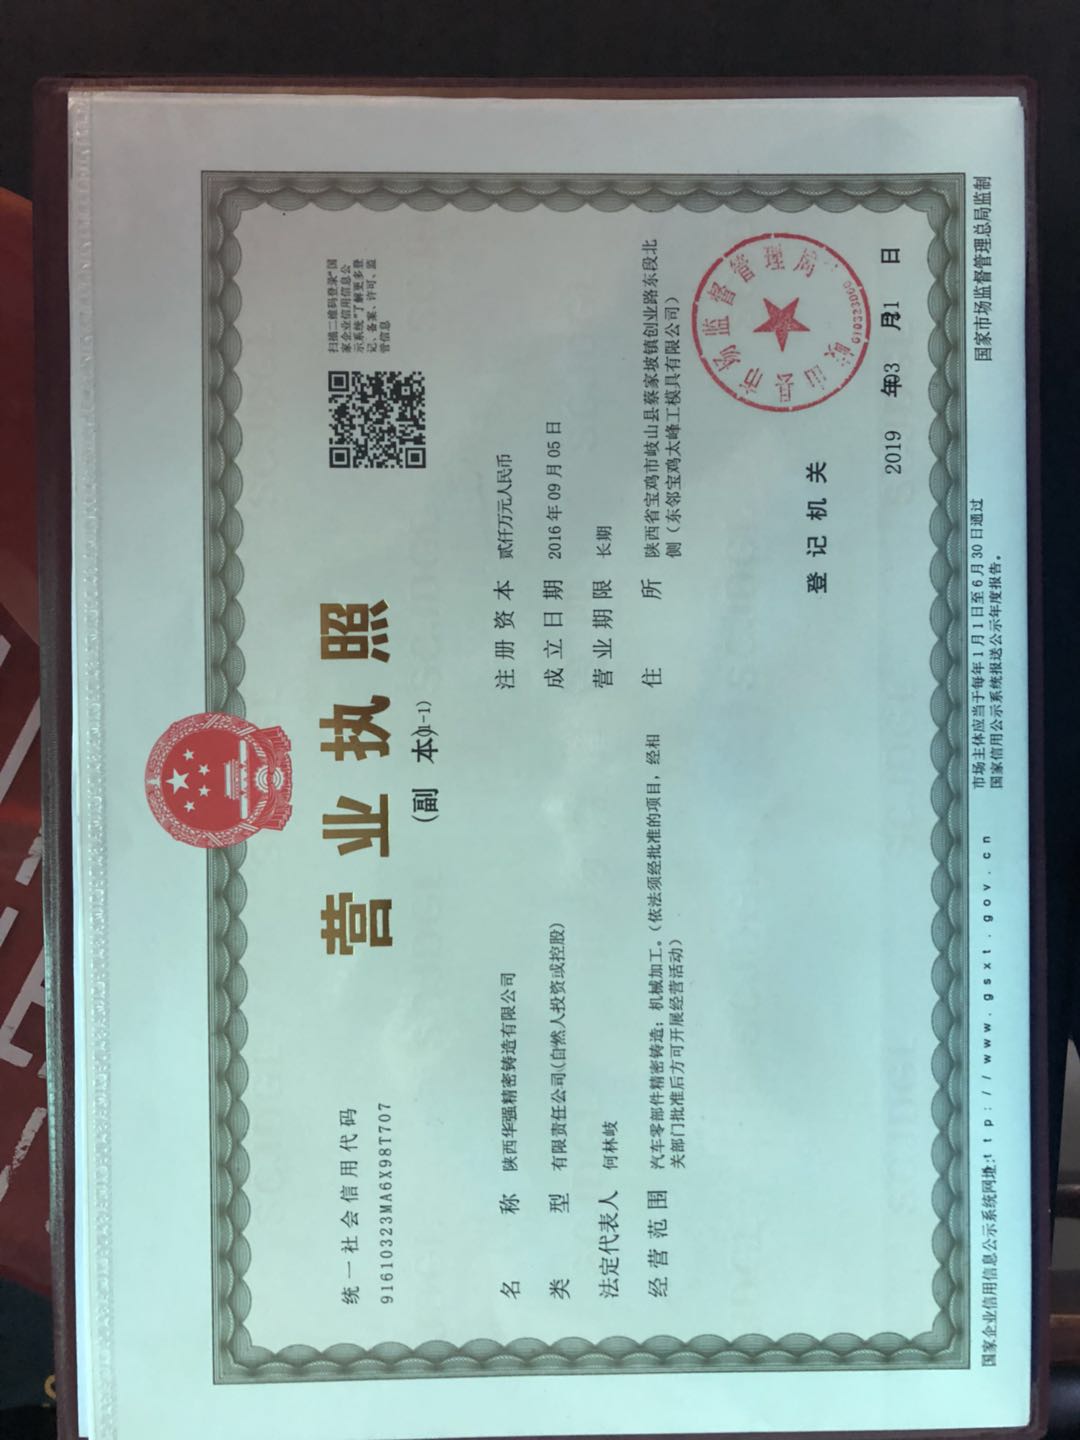 统一社会信用代码
91610323MA6X98T707
营业执照
(副 本)(1-1)
扫描二维码登录"国
家企业信用信息公
示系统"了解更多登
记、备案、许可、监
管信息
名 称 陕西华强精密铸造有限公司
类 型 有限责任公司(自然人投资或控股)
法定代表人 何林岐
经营范围 汽车零部件精密铸造；机械加工。(依法须经批准的项目，经相
关部门批准后方可开展经营活动)
注册资本 贰仟万元人民币
成立日期 2016年09月05日
营业期限 长期
住 所 陕西省宝鸡市岐山县蔡家坡镇创业路东段北
侧（东邻宝鸡太峰工模具有限公司）
登记机关
岐山县市场监督管理局
2019 年03 月21 日
国家企业信用信息公示系统网址:http://www.gsxt.gov.cn
市场主体应当于每年1月1日至6月30日通过
国家信用公示系统报送公示年度报告。
国家市场监督管理总局监制